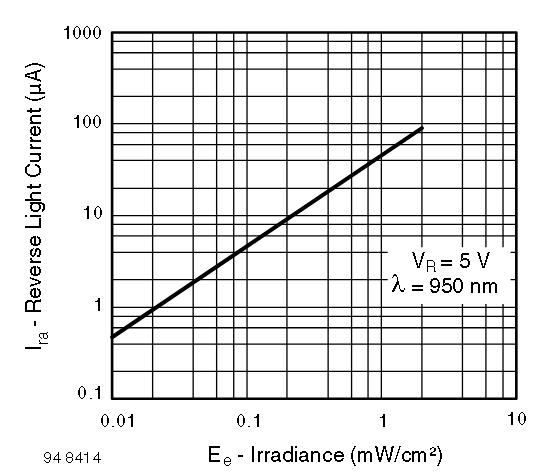 1000
100
10
1
0.1
I_ra - Reverse Light Current (µA)
V_R = 5 V
λ = 950 nm
0.01 0.1 1 10
E_e - Irradiance (mW/cm²)
94 8414